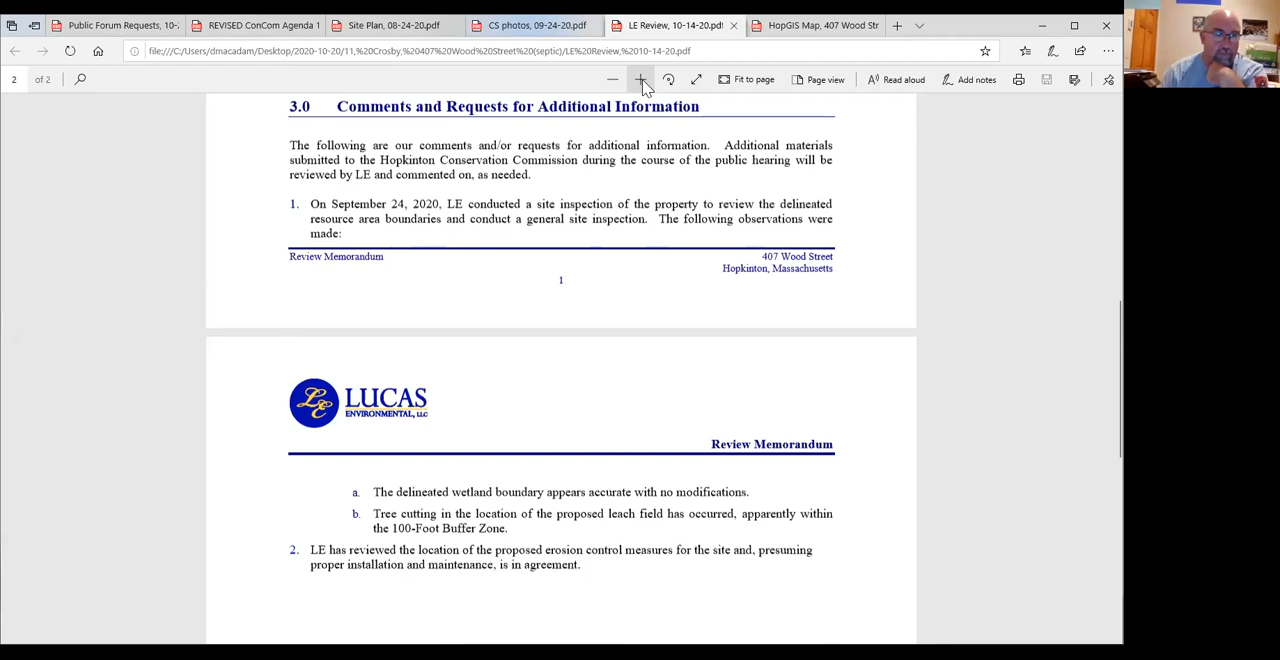 Public Forum Requests, 10-2
REVISED ConCom Agenda 1
Site Plan, 08-24-20.pdf
CS photos, 09-24-20.pdf
LE Review, 10-14-20.pdf
HopGIS Map, 407 Wood Str
file:///C:/Users/dmacadam/Desktop/2020-10-20/11,%20Crosby,%20407%20Wood%20Street%20(septic)/LE%20Review,%2010-14-20.pdf
2 of 2
Fit to page
Page view
Read aloud
Add notes
3.0 Comments and Requests for Additional Information
The following are our comments and/or requests for additional information. Additional materials
submitted to the Hopkinton Conservation Commission during the course of the public hearing will be
reviewed by LE and commented on, as needed.
1. On September 24, 2020, LE conducted a site inspection of the property to review the delineated
resource area boundaries and conduct a general site inspection. The following observations were
made:
Review Memorandum
407 Wood Street
Hopkinton, Massachusetts
1
LE LUCAS
ENVIRONMENTAL, LLC
Review Memorandum
a. The delineated wetland boundary appears accurate with no modifications.
b. Tree cutting in the location of the proposed leach field has occurred, apparently within
the 100-Foot Buffer Zone.
2. LE has reviewed the location of the proposed erosion control measures for the site and, presuming
proper installation and maintenance, is in agreement.